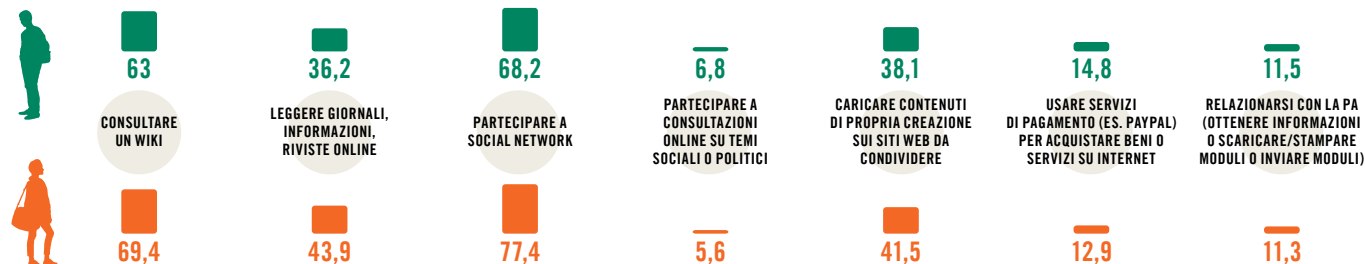 63
36,2
68,2
6,8
38,1
14,8
11,5
CONSULTARE
UN WIKI
LEGGERE GIORNALI,
INFORMAZIONI,
RIVISTE ONLINE
PARTECIPARE A
SOCIAL NETWORK
PARTECIPARE A
CONSULTAZIONI
ONLINE SU TEMI
SOCIALI O POLITICI
CARICARE CONTENUTI
DI PROPRIA CREAZIONE
SUI SITI WEB DA
CONDIVIDERE
USARE SERVIZI
DI PAGAMENTO (ES. PAYPAL)
PER ACQUISTARE BENI O
SERVIZI SU INTERNET
RELAZIONARSI CON LA PA
(OTTENERE INFORMAZIONI
O SCARICARE/STAMPARE
MODULI O INVIARE MODULI)
69,4
43,9
77,4
5,6
41,5
12,9
11,3